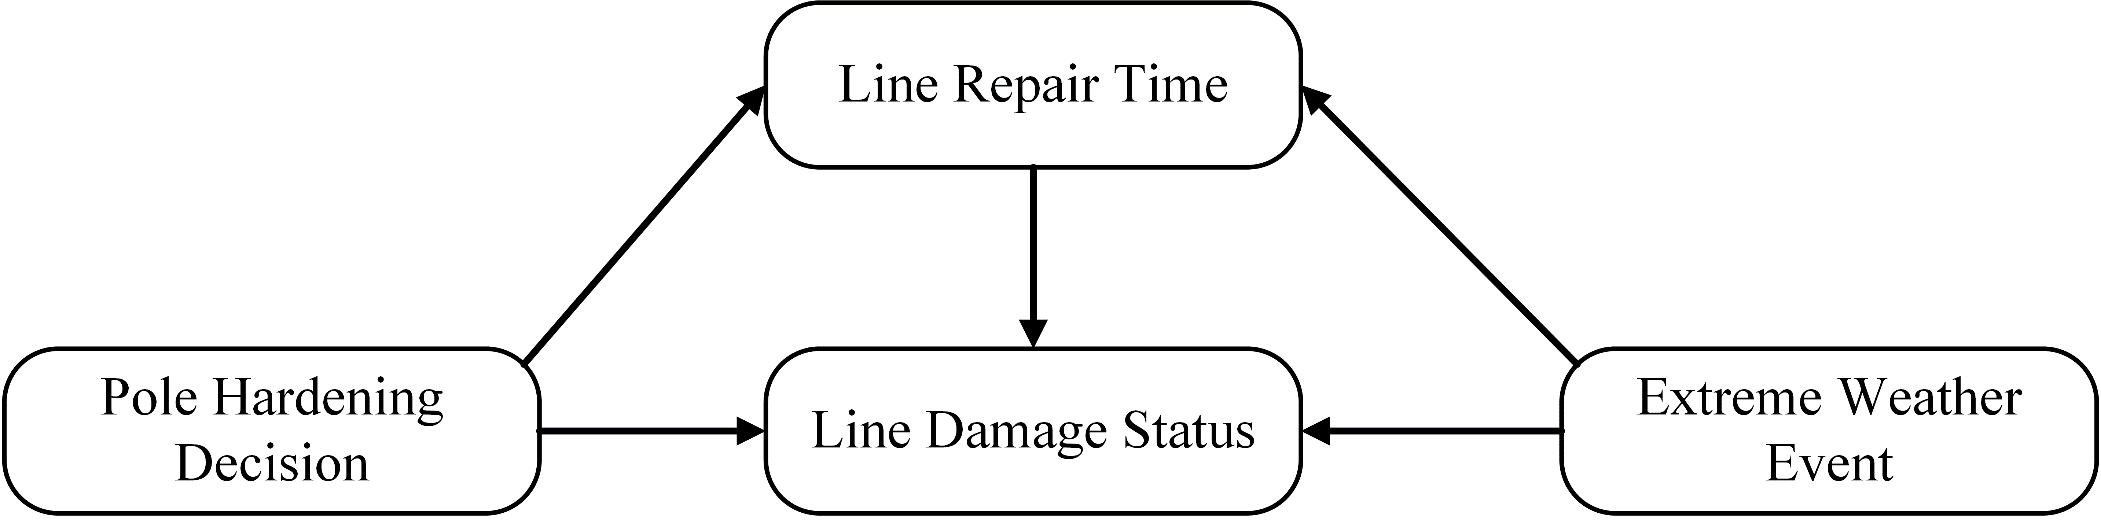 Line Repair Time
Pole Hardening
Decision
Line Damage Status
Extreme Weather
Event